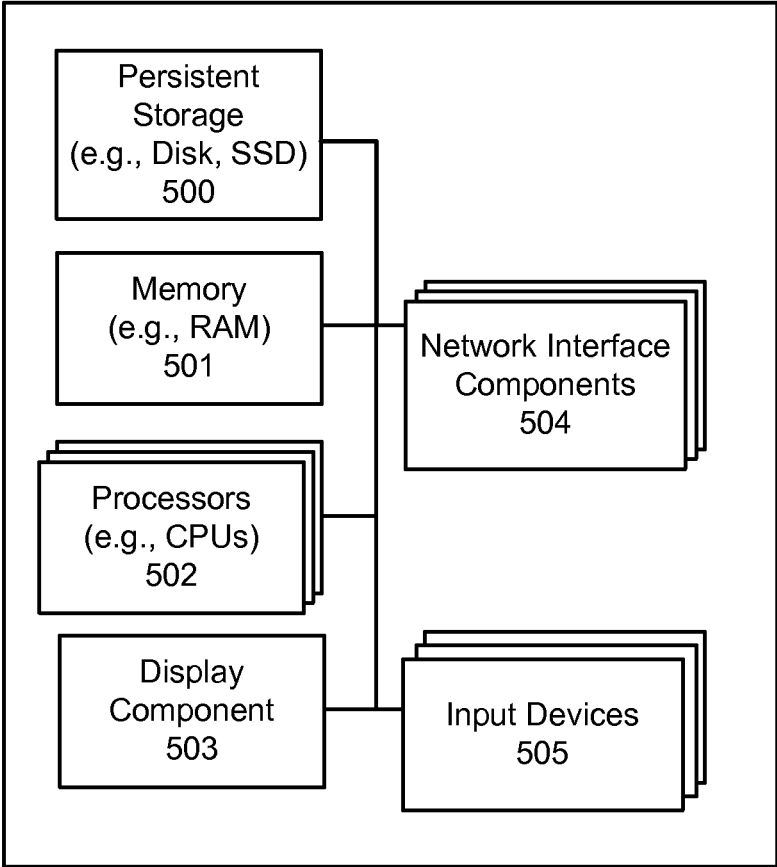 Persistent
Storage
(e.g., Disk, SSD)
500
Memory
(e.g., RAM)
501
Processors
(e.g., CPUs)
502
Display
Component
503
Network Interface
Components
504
Input Devices
505